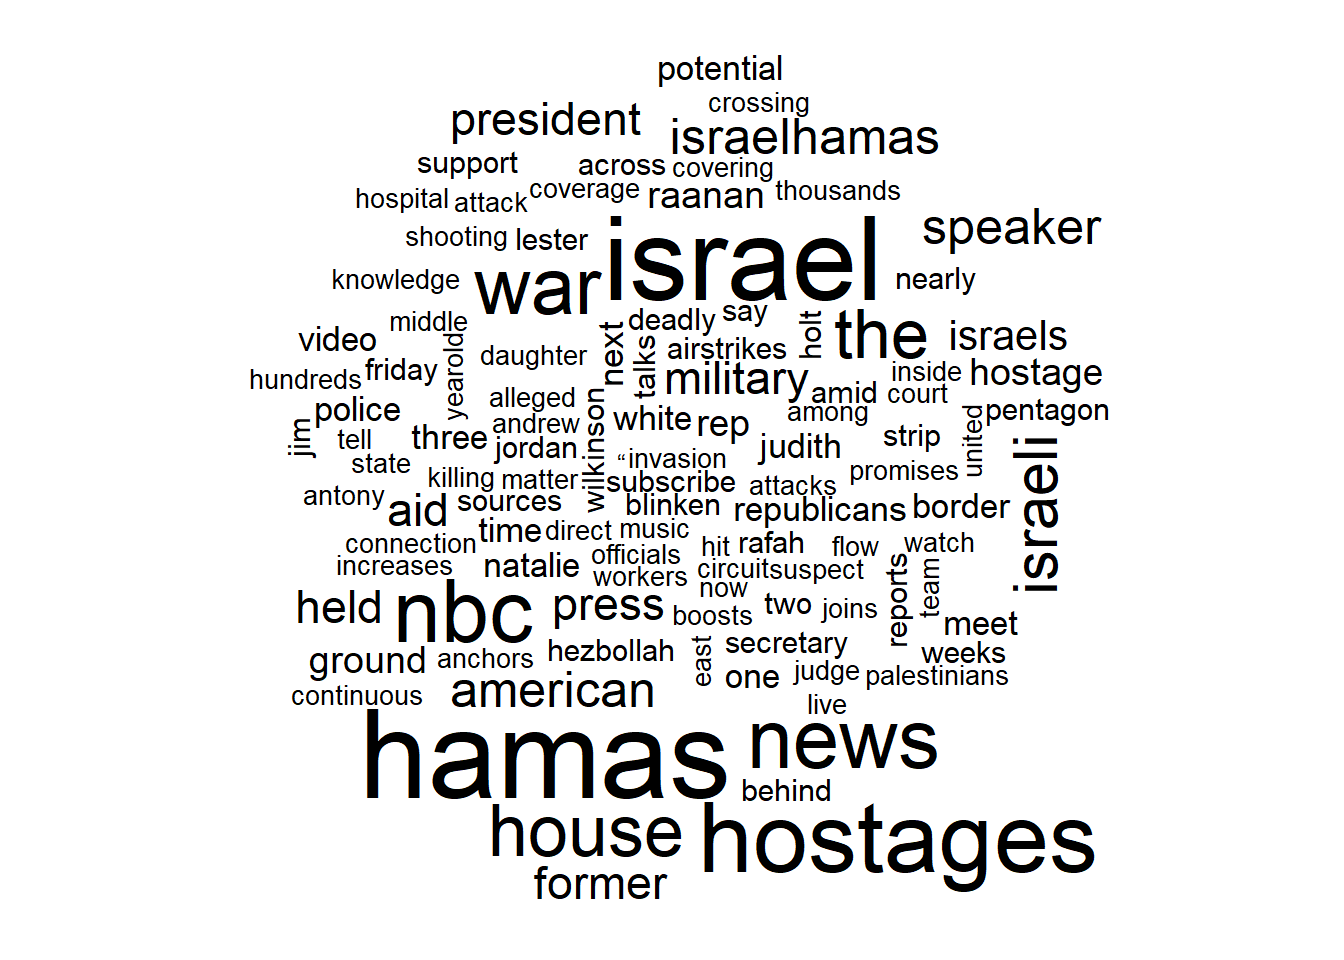 potential
crossing
president
israelhamas
support
across
covering
hospital
attack
coverage
raanan
thousands
shooting
lester
israel
speaker
knowledge
war
nearly
middle
deadly
say
holt
the
israels
video
yearold
daughter
next
talks
airstrikes
hundreds
friday
military
inside
hostage
alleged
amid
court
police
andrew
wilkinson
white
rep
among
united
pentagon
jim
tell
three
jordan
judith
strip
state
“
invasion
israeli
killing
matter
subscribe
attacks
promises
antony
aid
sources
blinken
republicans
border
time
direct
music
connection
officials
hit
rafah
flow
watch
increases
natalie
workers
circuit
suspect
reports
team
held
nbc
press
now
boosts
two
joins
meet
ground
anchors
hezbollah
east
secretary
weeks
one
judge
palestinians
continuous
american
live
hamas
news
behind
house
hostages
former